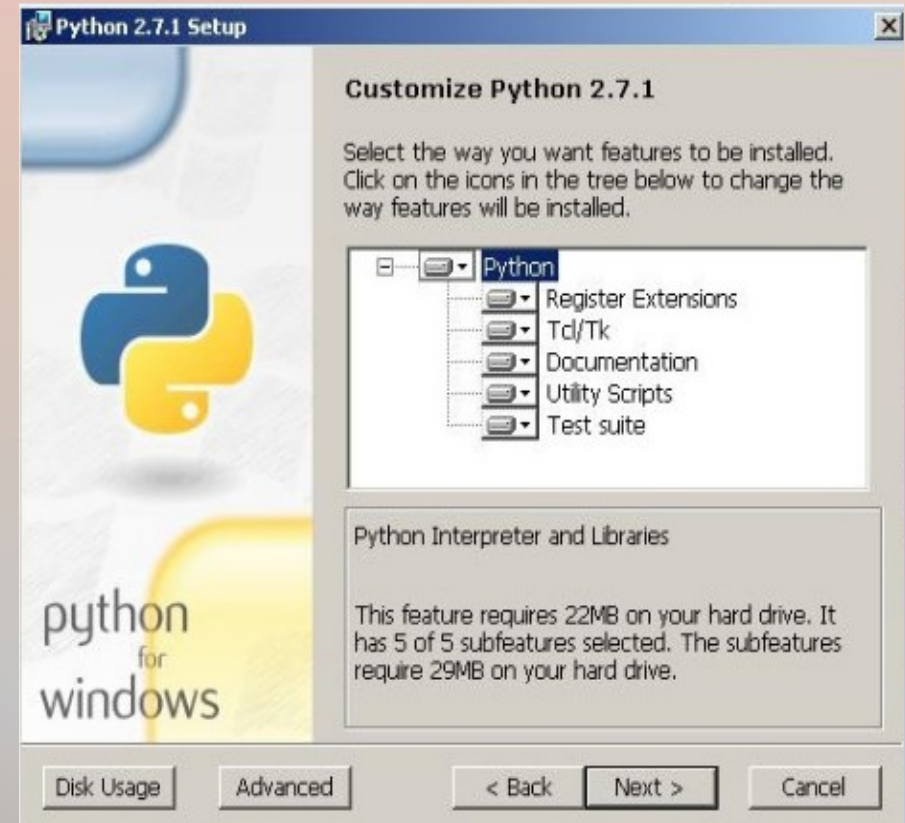 Python 2.7.1 Setup
Customize Python 2.7.1
Select the way you want features to be installed.
Click on the icons in the tree below to change the
way features will be installed.
Python
Register Extensions
Tcl/Tk
Documentation
Utility Scripts
Test suite
Python Interpreter and Libraries
This feature requires 22MB on your hard drive. It
has 5 of 5 subfeatures selected. The subfeatures
require 29MB on your hard drive.
python
for
windows
Disk Usage
Advanced
< Back
Next >
Cancel